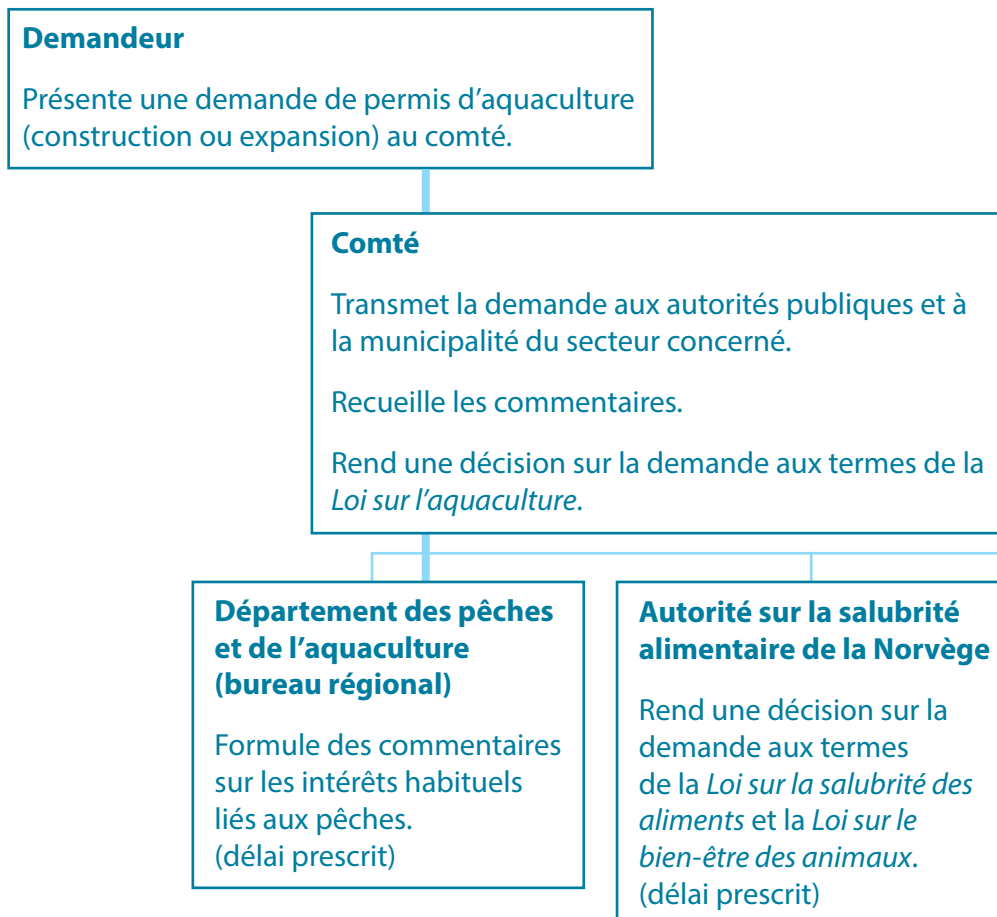 Demandeur
Présente une demande de permis d’aquaculture
(construction ou expansion) au comté.
Comté
Transmet la demande aux autorités publiques et à
la municipalité du secteur concerné.
Recueille les commentaires.
Rend une décision sur la demande aux termes de la
Loi sur l’aquaculture.
Département des pêches
et de l’aquaculture
(bureau régional)
Formule des commentaires
sur les intérêts habituels
liés aux pêches.
(délai prescrit)
Autorité sur la salubrité
alimentaire de la Norvège
Rend une décision sur la
demande aux termes
de la Loi sur la salubrité des
aliments et la Loi sur le
bien-être des animaux.
(délai prescrit)